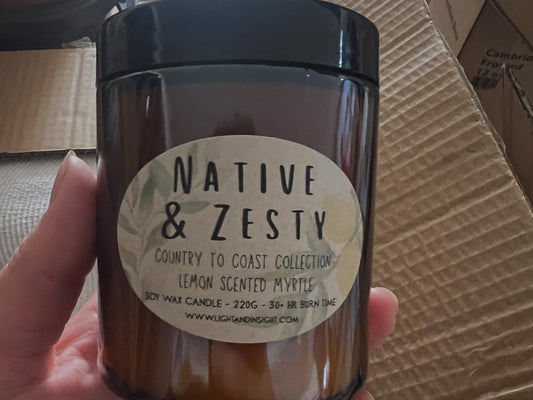 NATIVE
& ZESTY
COUNTRY TO COAST COLLECTION
LEMON SCENTED MYRTLE
SOY WAX CANDLE - 220G - 30+ HR BURN TIME
WWW.LIGHTANDINSIGHT.COM
12